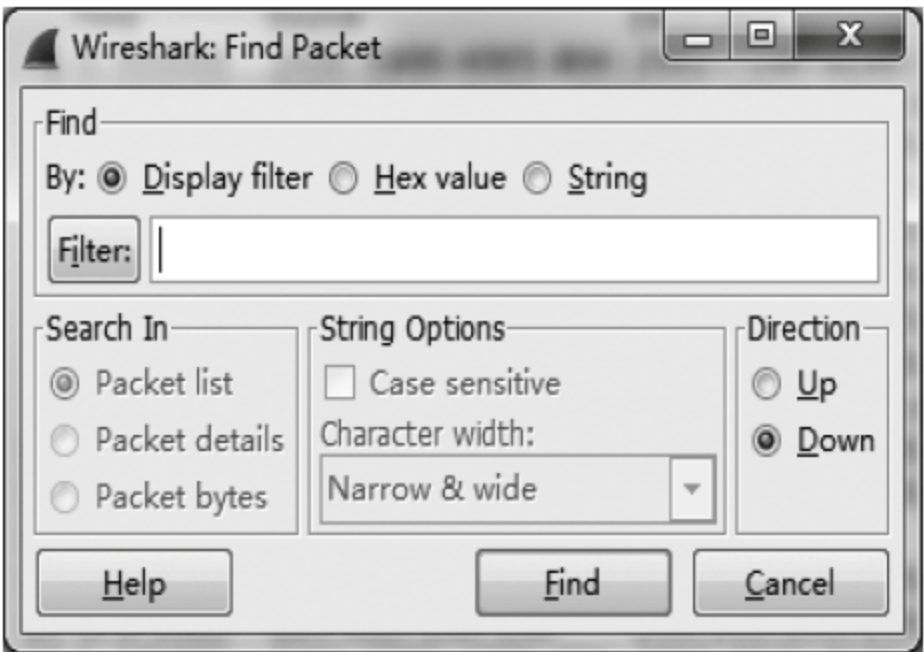 Wireshark: Find Packet
Find
By: Display filter Hex value String
Filter:
Search In
Packet list
Packet details
Packet bytes
String Options
Case sensitive
Character width:
Narrow & wide
Direction
Up
Down
Help Find Cancel